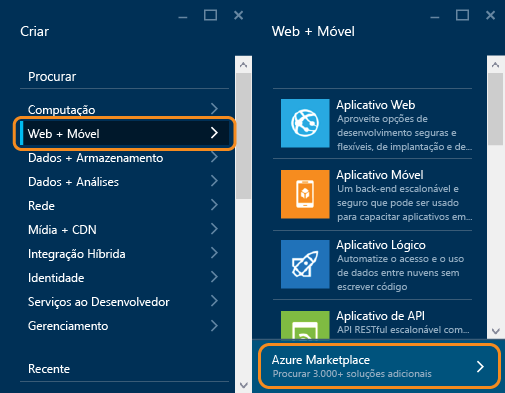 Criar
Procurar
Computação
Web + Móvel
Dados + Armazenamento
Dados + Análises
Rede
Mídia + CDN
Integração Híbrida
Identidade
Serviços ao Desenvolvedor
Gerenciamento
Recente
Web + Móvel
Aplicativo Web
Aproveite opções de
desenvolvimento seguras e
flexíveis, de implantação e de...
Aplicativo Móvel
Um back-end escalonável e
seguro que pode ser usado
para capacitar aplicativos em...
Aplicativo Lógico
Automatize o acesso e o uso
de dados entre nuvens sem
escrever código
Aplicativo de API
API RESTful escalonável com...
Azure Marketplace
Procurar 3.000+ soluções adicionais